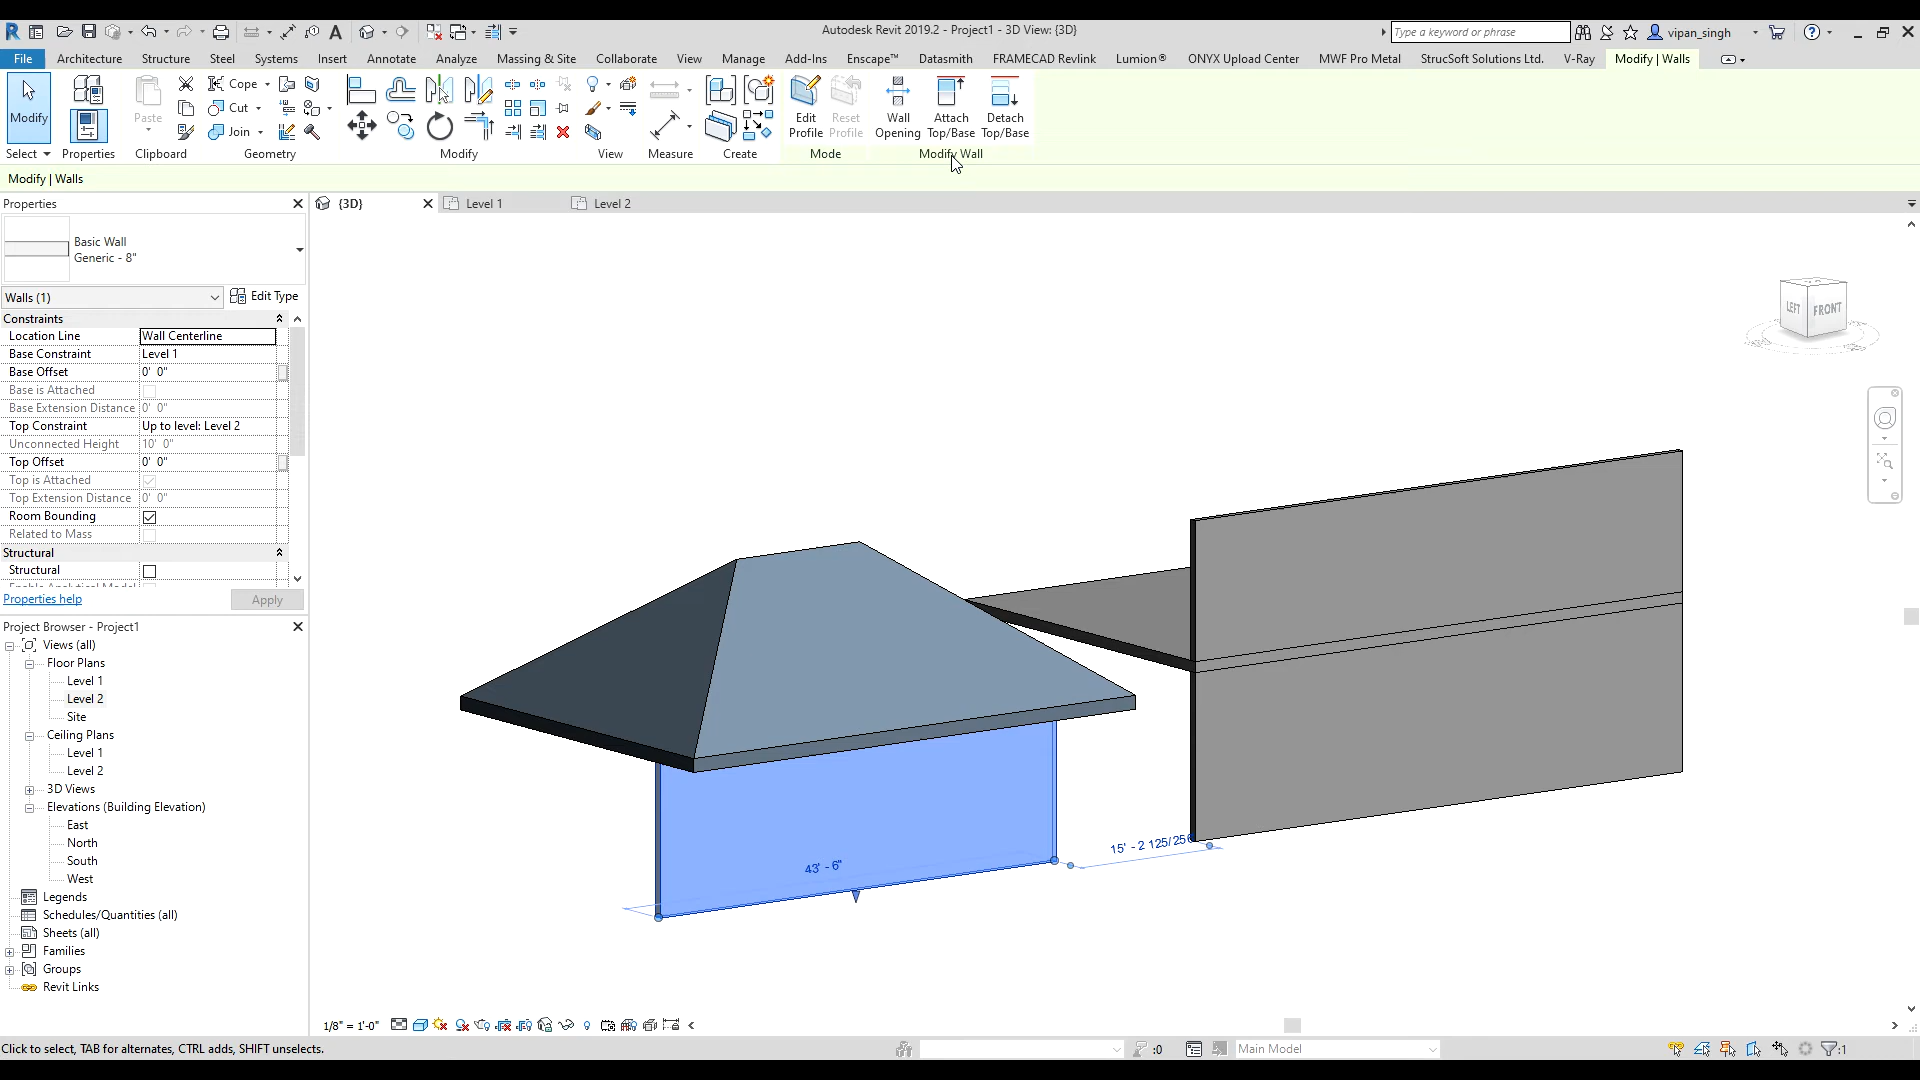 Autodesk Revit 2019.2 - Project1 - 3D View: {3D}
Type a keyword or phrase
vipan_singh
File
Architecture
Structure
Steel
Systems
Insert
Annotate
Analyze
Massing & Site
Collaborate
View
Manage
Add-Ins
Enscape™
Datasmith
FRAMECAD Revlink
Lumion®
ONYX Upload Center
MWF Pro Metal
StrucSoft Solutions Ltd.
V-Ray
Modify | Walls
Modify
Paste
Cope
Cut
Join
Edit Profile
Reset Profile
Wall Opening
Attach Top/Base
Detach Top/Base
Select
Properties
Clipboard
Geometry
Modify
View
Measure
Create
Mode
Modify Wall
Modify | Walls
Properties
{3D}
Level 1
Level 2
Basic Wall
Generic - 8"
Walls (1)
Edit Type
Constraints
Location Line
Wall Centerline
Base Constraint
Level 1
Base Offset
0' 0"
Base is Attached
Base Extension Distance
0' 0"
Top Constraint
Up to level: Level 2
Unconnected Height
10' 0"
Top Offset
0' 0"
Top is Attached
Top Extension Distance
0' 0"
Room Bounding
Related to Mass
Structural
Structural
Properties help
Apply
LEFT
FRONT
43' - 6"
15' - 2 125/256
Project Browser - Project1
Views (all)
Floor Plans
Level 1
Level 2
Site
Ceiling Plans
Level 1
Level 2
3D Views
Elevations (Building Elevation)
East
North
South
West
Legends
Schedules/Quantities (all)
Sheets (all)
Families
Groups
Revit Links
1/8" = 1'-0"
Click to select, TAB for alternates, CTRL adds, SHIFT unselects.
:0
Main Model
:1